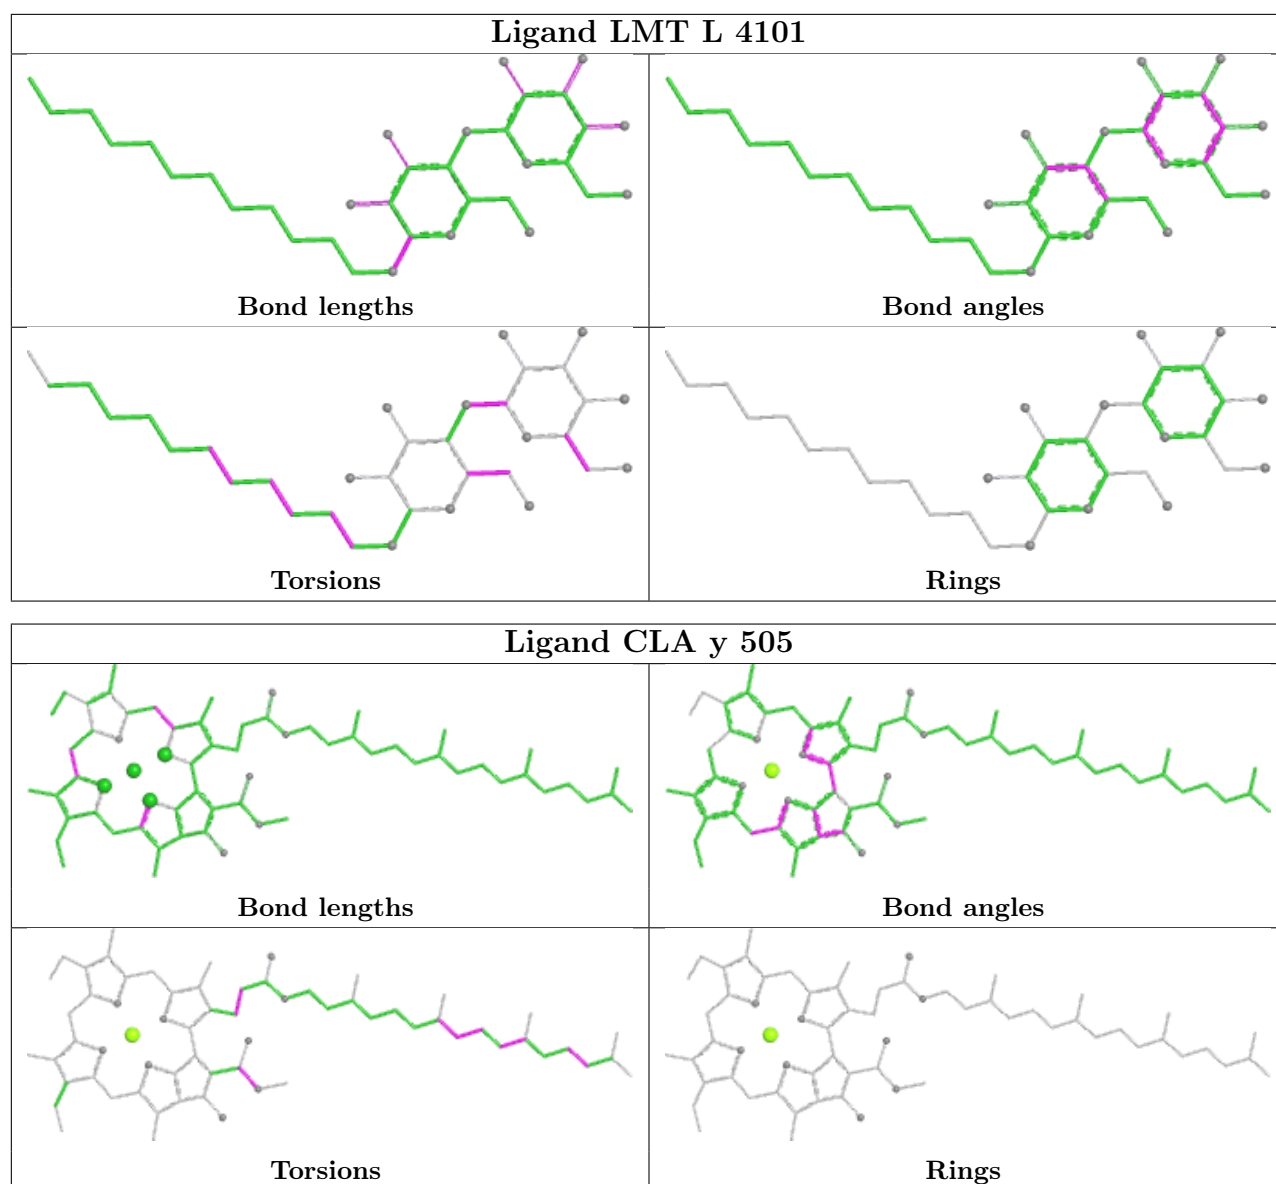 Ligand LMT L 4101
Bond lengths
Bond angles
Torsions
Rings
Ligand CLA y 505
Bond lengths
Bond angles
Torsions
Rings